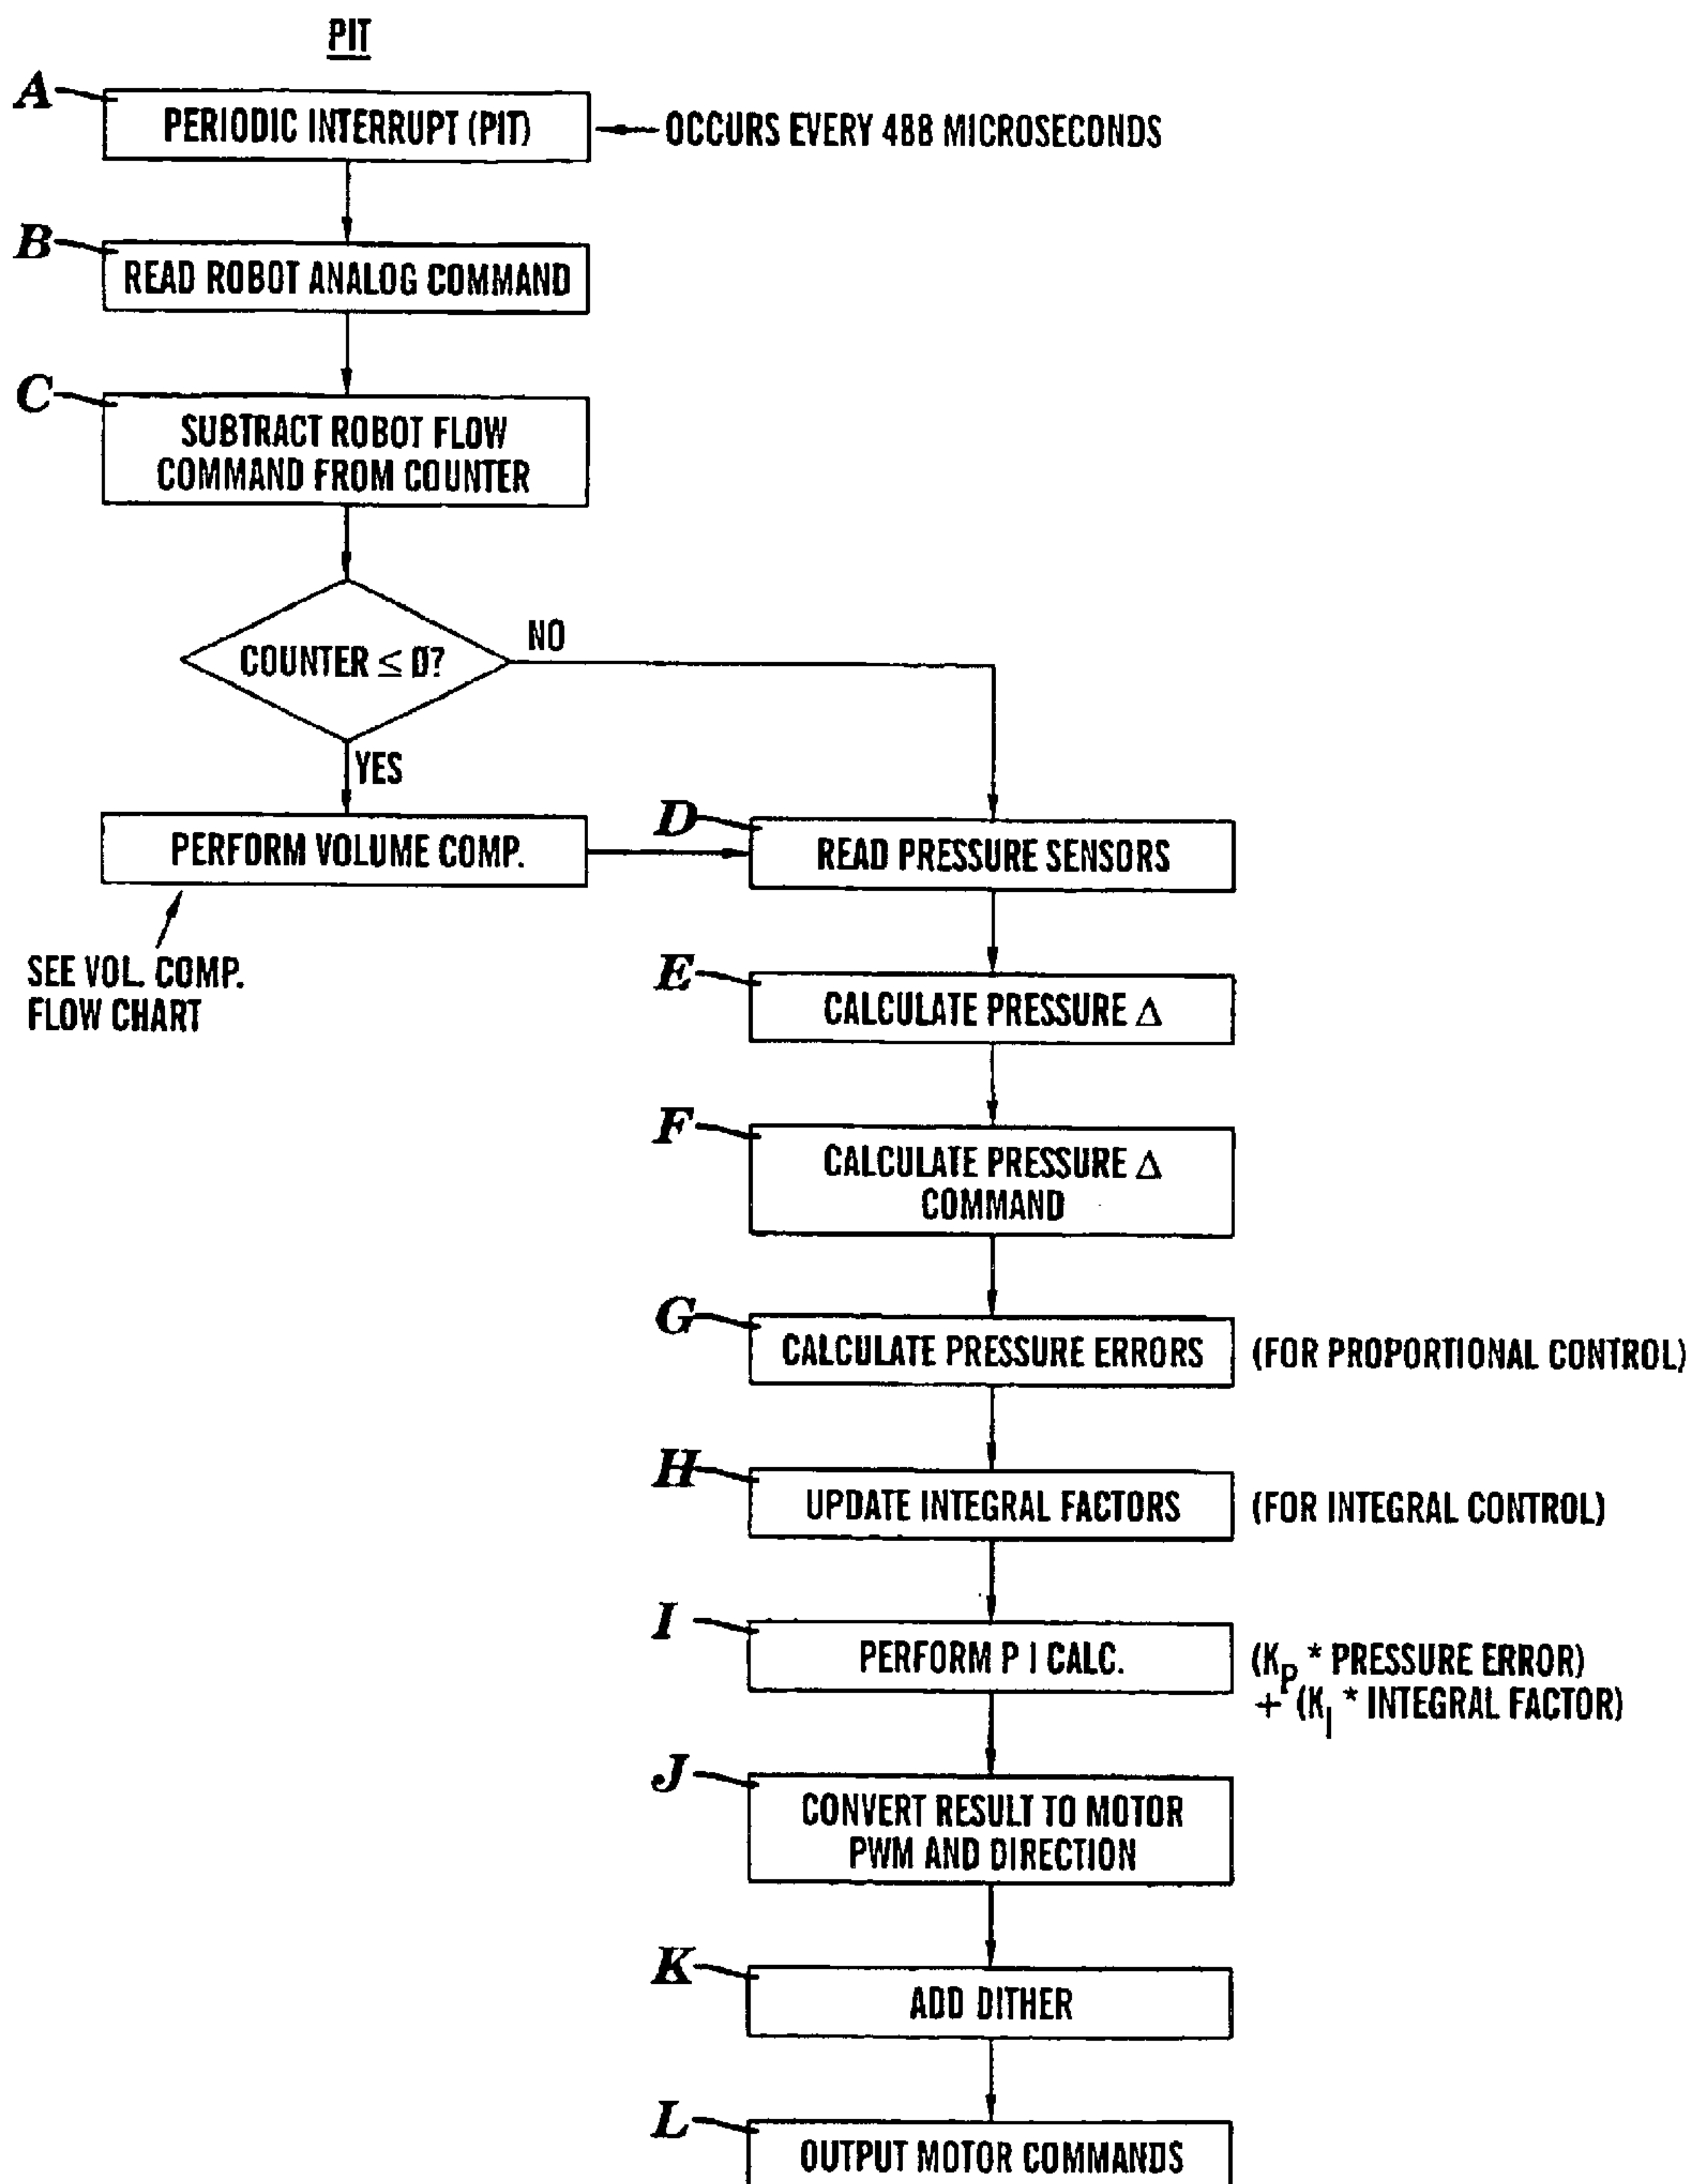 PIT
A
PERIODIC INTERRUPT (PIT)
OCCURS EVERY 488 MICROSECONDS
B
READ ROBOT ANALOG COMMAND
C
SUBTRACT ROBOT FLOW
COMMAND FROM COUNTER
COUNTER ≤ 0?
NO
YES
PERFORM VOLUME COMP.
SEE VOL. COMP.
FLOW CHART
D
READ PRESSURE SENSORS
E
CALCULATE PRESSURE Δ
F
CALCULATE PRESSURE Δ
COMMAND
G
CALCULATE PRESSURE ERRORS
(FOR PROPORTIONAL CONTROL)
H
UPDATE INTEGRAL FACTORS
(FOR INTEGRAL CONTROL)
I
PERFORM P I CALC.
(KP * PRESSURE ERROR)
+ (KI * INTEGRAL FACTOR)
J
CONVERT RESULT TO MOTOR
PWM AND DIRECTION
K
ADD DITHER
L
OUTPUT MOTOR COMMANDS